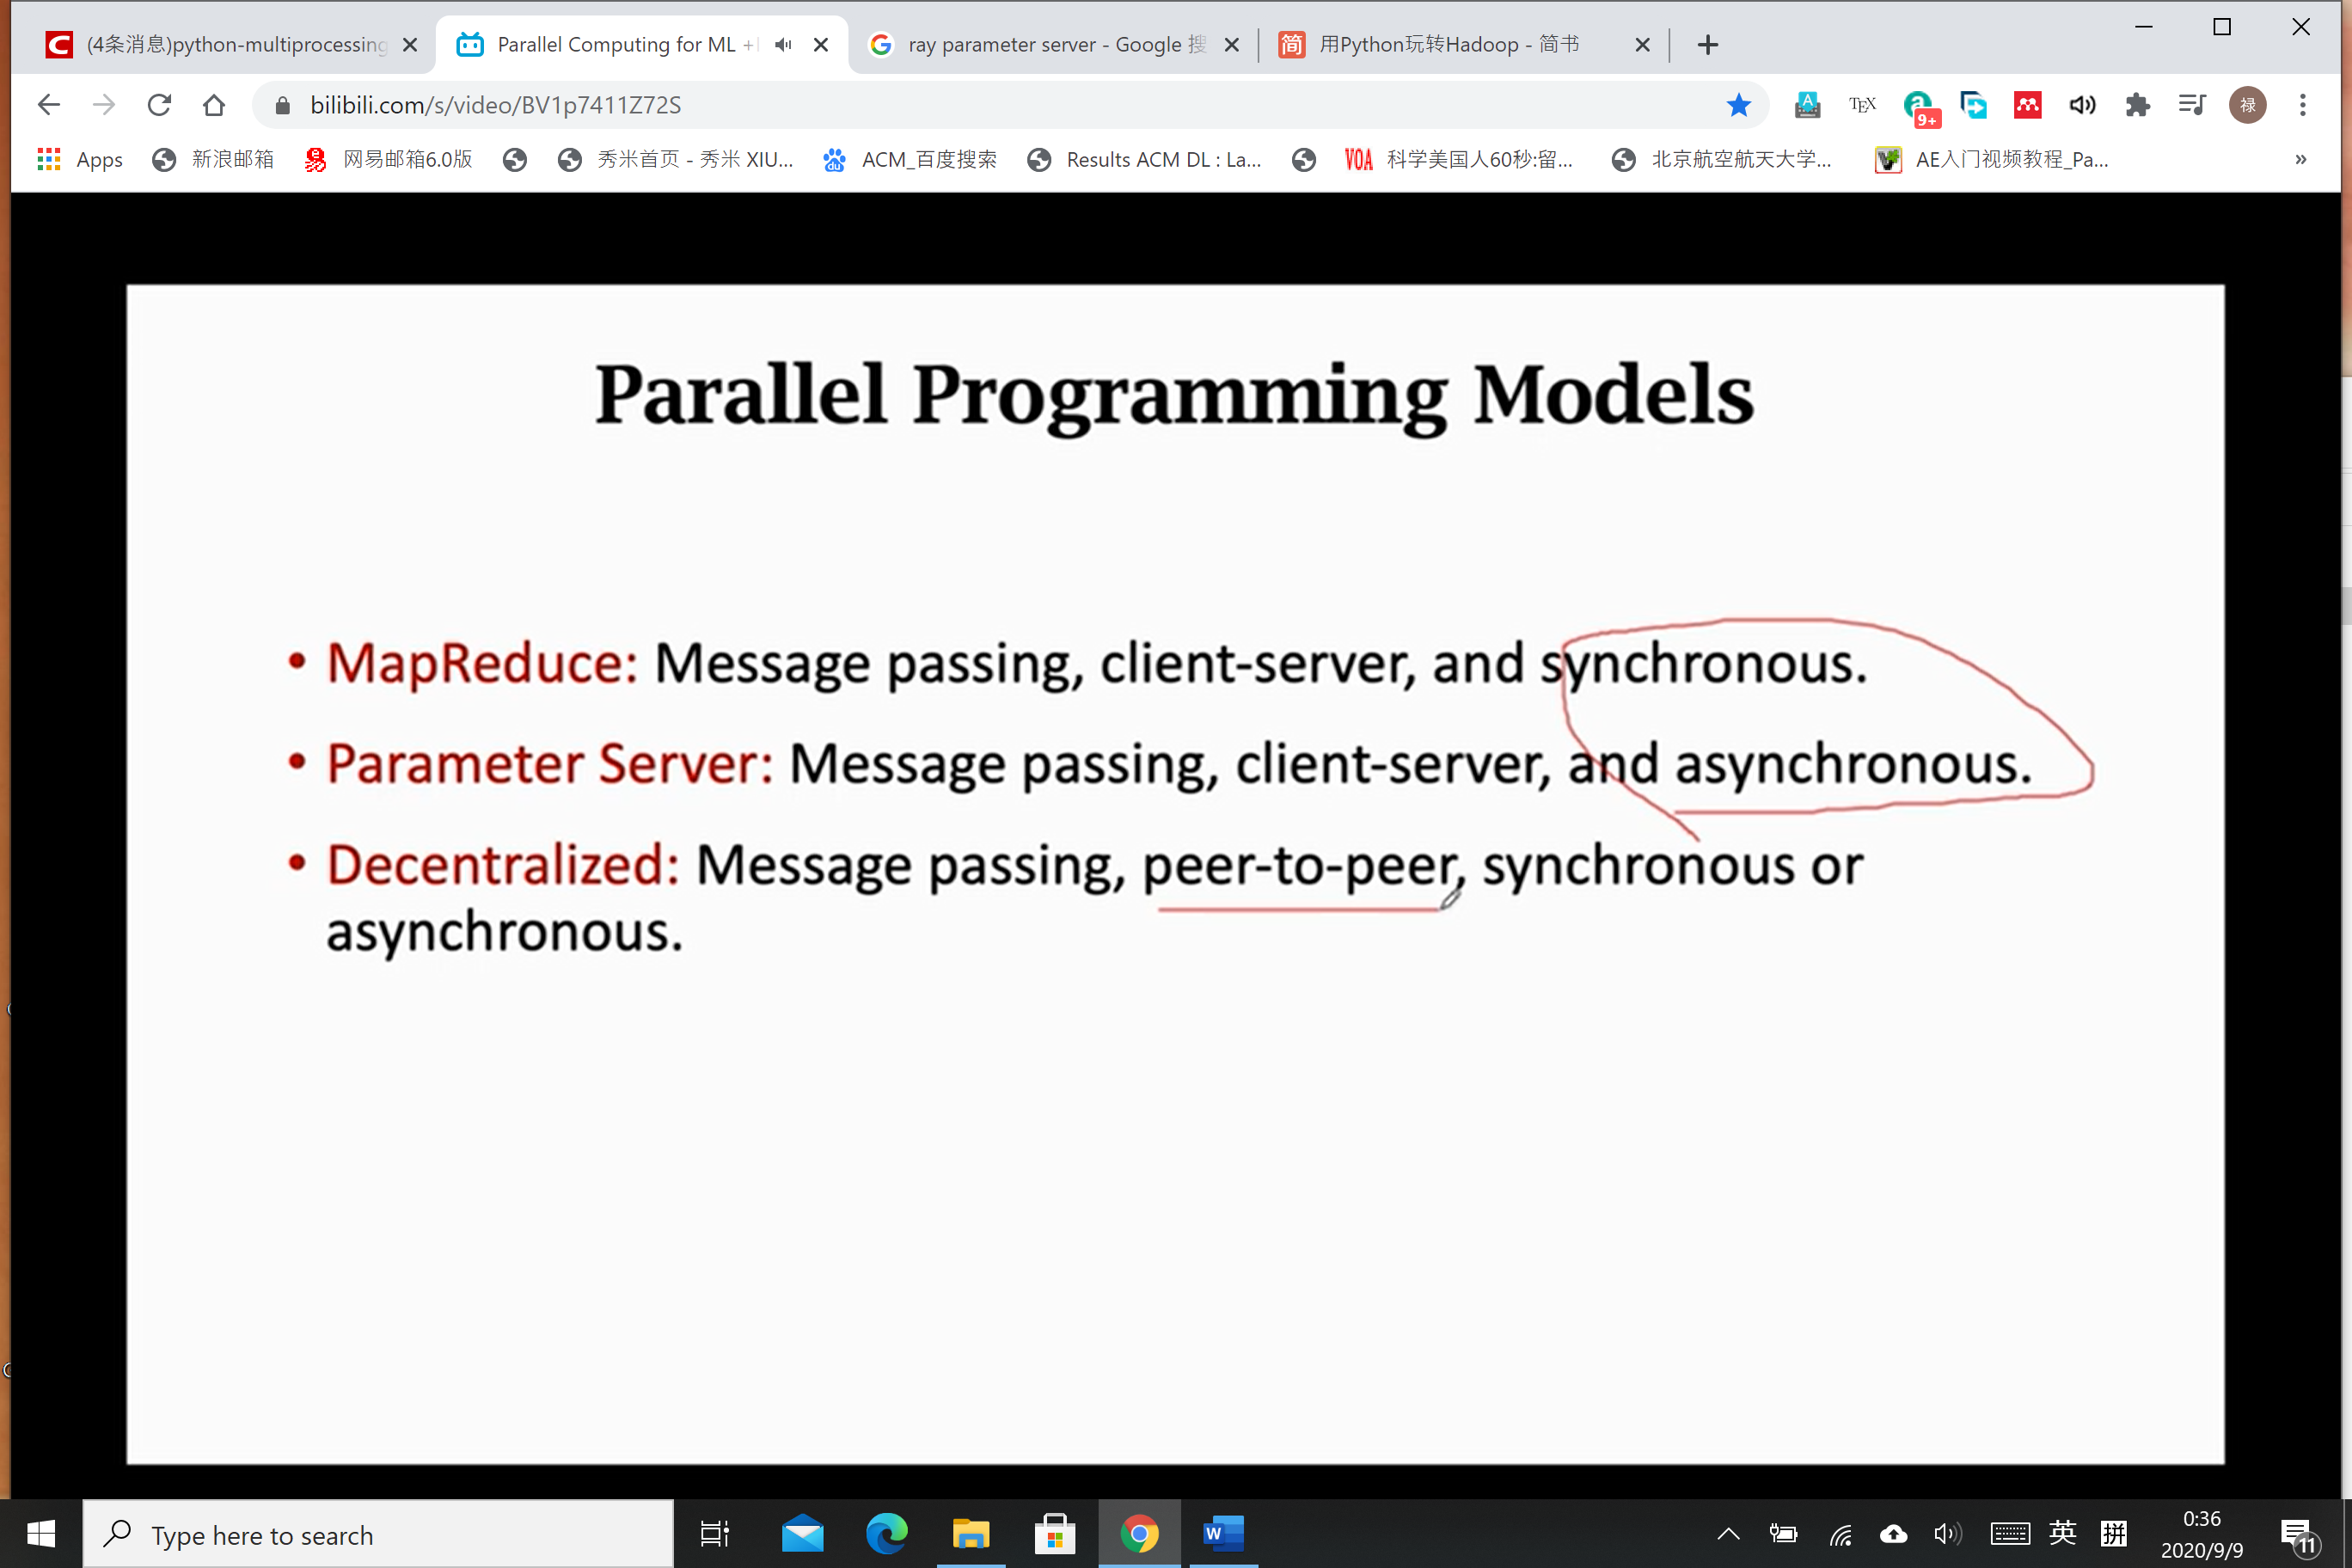 (4条消息)python-multiprocessing
Parallel Computing for ML +
ray parameter server - Google 搜
用Python玩转Hadoop - 简书
bilibili.com/s/video/BV1p7411Z72S
TEX
9+
禄
Apps
新浪邮箱
网易邮箱6.0版
秀米首页 - 秀米 XIU...
du
ACM_百度搜索
Results ACM DL : La...
VOA
科学美国人60秒:留...
北京航空航天大学...
AE入门视频教程_Pa...
»
Parallel Programming Models
• MapReduce: Message passing, client-server, and synchronous.
• Parameter Server: Message passing, client-server, and asynchronous.
• Decentralized: Message passing, peer-to-peer, synchronous or
asynchronous.
Type here to search
W
英
拼
0:36
2020/9/9
11